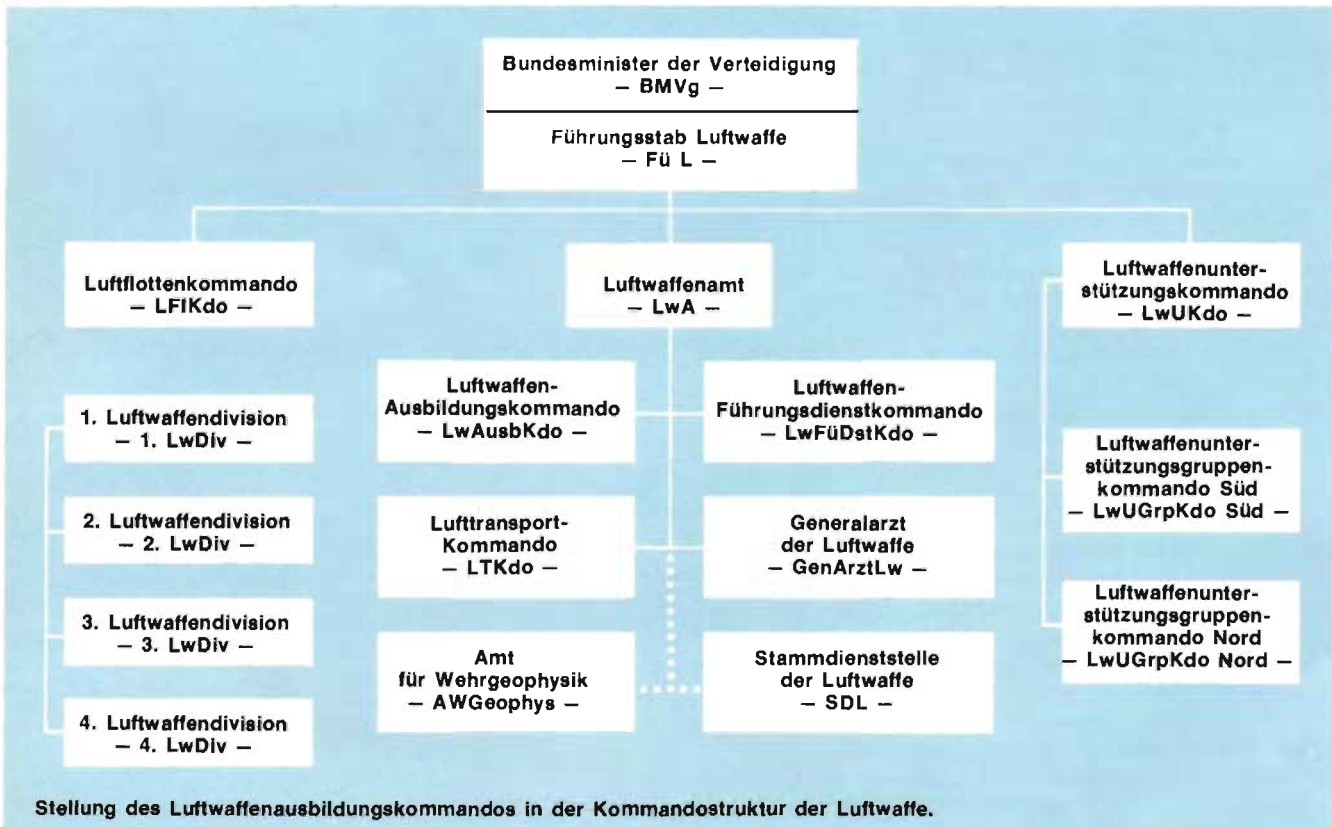 Bundesminister der Verteidigung
— BMVg —
Führungsstab Luftwaffe
— Fü L —
Luftflottenkommando
— LFlKdo —
Luftwaffenamt
— LwA —
Luftwaffenunter-
stützungskommando
— LwUKdo —
1. Luftwaffendivision
— 1. LwDiv —
2. Luftwaffendivision
— 2. LwDiv —
3. Luftwaffendivision
— 3. LwDiv —
4. Luftwaffendivision
— 4. LwDiv —
Luftwaffen-
Ausbildungskommando
— LwAusbKdo —
Luftwaffen-
Führungsdienstkommando
— LwFüDstKdo —
Lufttransport-
Kommando
— LTKdo —
Generalarzt
der Luftwaffe
— GenArztLw —
Amt
für Wehrgeophysik
— AWGeophys —
Stammdienststelle
der Luftwaffe
— SDL —
Luftwaffenunter-
stützungsgruppen-
kommando Süd
— LwUGrpKdo Süd —
Luftwaffenunter-
stützungsgruppen-
kommando Nord
— LwUGrpKdo Nord —
Stellung des Luftwaffenausbildungskommandos in der Kommandostruktur der Luftwaffe.